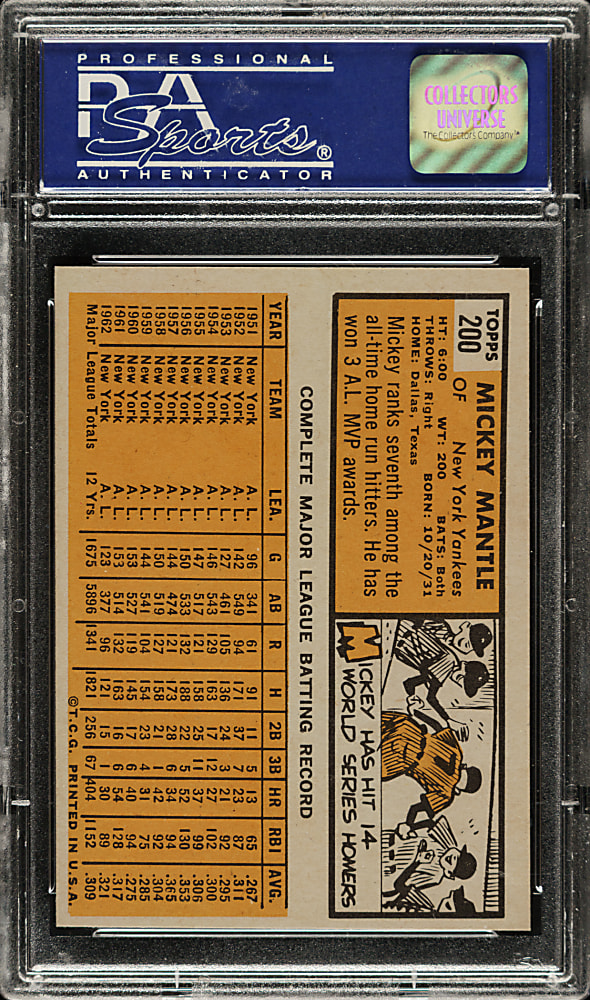 PROFESSIONAL
PSA
Sports®
AUTHENTICATOR
COLLECTORS
UNIVERSE
The Collectors Company™
TOPPS
200
MICKEY MANTLE
OF New York Yankees
HT: 6:00 WT: 200 BATS: Both
THROWS: Right BORN: 10/20/31
HOME: Dallas, Texas
Mickey ranks seventh among the
all-time home run hitters. He has
won 3 A.L. MVP awards.
MICKEY HAS HIT 14
WORLD SERIES HOMERS
COMPLETE MAJOR LEAGUE BATTING RECORD
YEAR TEAM LEA. G AB R H 2B 3B HR RBI AVG.
1951 New York A. L. 96 341 61 91 11 5 13 65 .267
1952 New York A. L. 142 549 94 171 37 7 23 87 .311
1953 New York A. L. 127 461 105 136 24 3 21 92 .295
1954 New York A. L. 146 543 129 163 17 12 27 102 .300
1955 New York A. L. 147 517 121 158 25 11 37 99 .306
1956 New York A. L. 150 533 132 188 22 5 52 130 .353
1957 New York A. L. 144 474 121 173 28 6 34 94 .365
1958 New York A. L. 150 519 127 158 21 1 42 97 .304
1959 New York A. L. 144 541 104 154 23 4 31 75 .285
1960 New York A. L. 153 527 119 145 17 6 40 94 .275
1961 New York A. L. 153 514 132 163 16 6 54 128 .317
1962 New York A. L. 123 377 96 121 15 1 30 89 .321
Major League Totals 12 Yrs. 1675 5896 1341 1821 256 67 404 1152 .309
©T.C.G. PRINTED IN U.S.A.